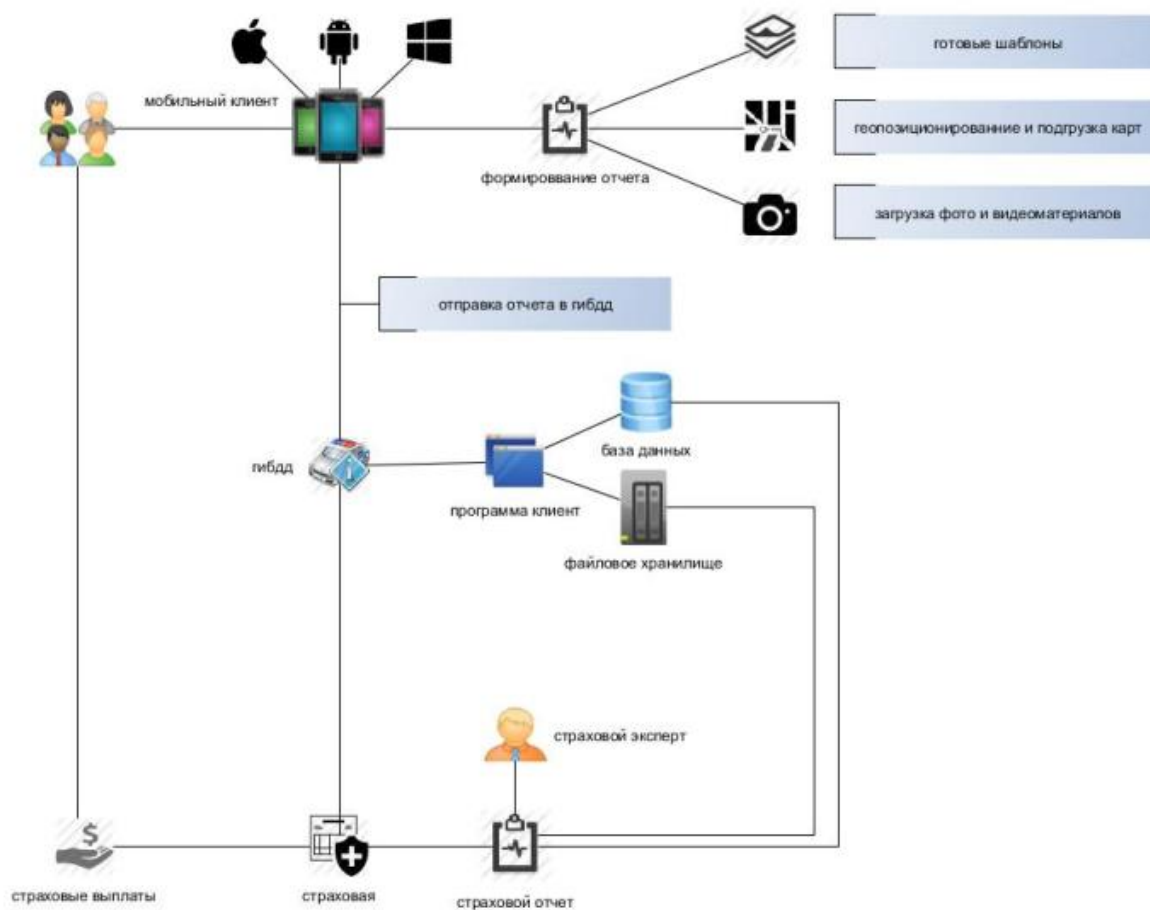 готовые шаблоны
мобильный клиент
геопозиционированние и подгрузка карт
формироввание отчета
загрузка фото и видеоматериалов
отправка отчета в гибдд
база данных
гибдд
программа клиент
файловое хранилище
страховой эксперт
страховые выплаты
страховая
страховой отчет